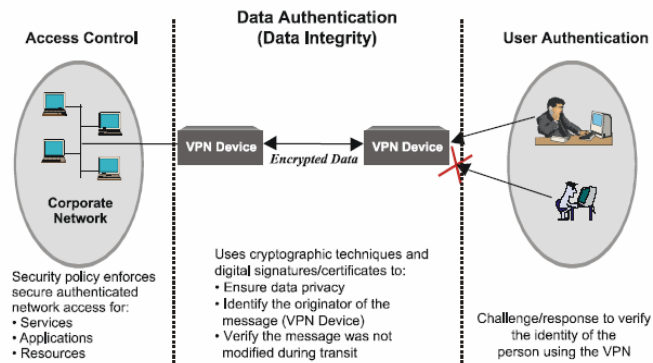 Data Authentication
(Data Integrity)
Access Control
User Authentication
VPN Device
VPN Device
Encrypted Data
Corporate
Network
Security policy enforces
secure authenticated
network access for:
• Services
• Applications
• Resources
Uses cryptographic techniques and
digital signatures/certificates to:
• Ensure data privacy
• Identify the originator of the
message (VPN Device)
• Verify the message was not
modified during transit
Challenge/response to verify
the identity of the
person using the VPN